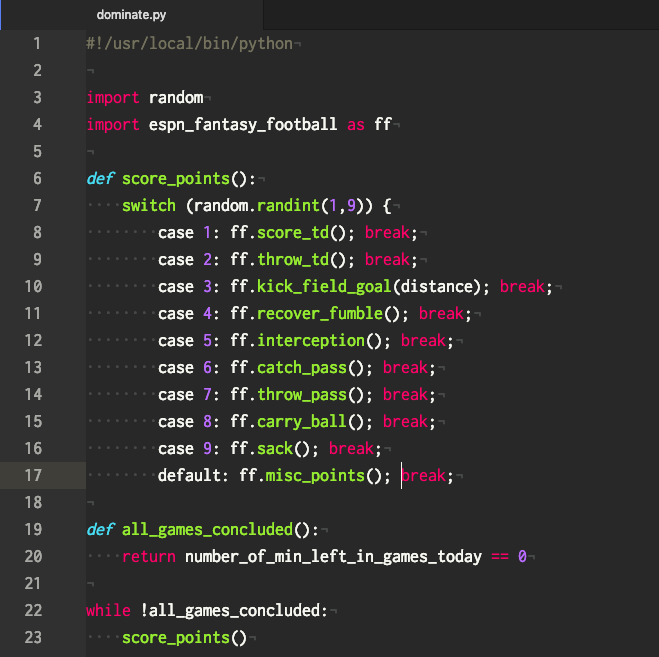 dominate.py
1 #!/usr/local/bin/python¬
2 ¬
3 import random¬
4 import espn_fantasy_football as ff¬
5 ¬
6 def score_points():¬
7 ····switch (random.randint(1,9)) {¬
8 ········case 1: ff.score_td(); break;¬
9 ········case 2: ff.throw_td(); break;¬
10 ········case 3: ff.kick_field_goal(distance); break;¬
11 ········case 4: ff.recover_fumble(); break;¬
12 ········case 5: ff.interception(); break;¬
13 ········case 6: ff.catch_pass(); break;¬
14 ········case 7: ff.throw_pass(); break;¬
15 ········case 8: ff.carry_ball(); break;¬
16 ········case 9: ff.sack(); break;¬
17 ········default: ff.misc_points(); break;¬
18 ¬
19 def all_games_concluded():¬
20 ····return number_of_min_left_in_games_today == 0¬
21 ¬
22 while !all_games_concluded:¬
23 ····score_points()¬